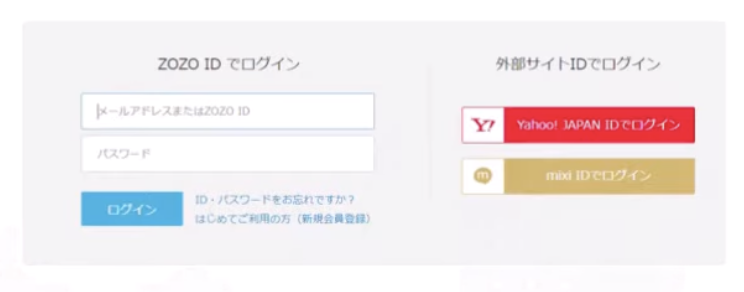 ZOZO ID でログイン
メールアドレスまたはZOZO ID
パスワード
ログイン
ID・パスワードをお忘れですか?
はじめてご利用の方（新規会員登録）
外部サイトIDでログイン
Y! Yahoo! JAPAN IDでログイン
m mixi IDでログイン